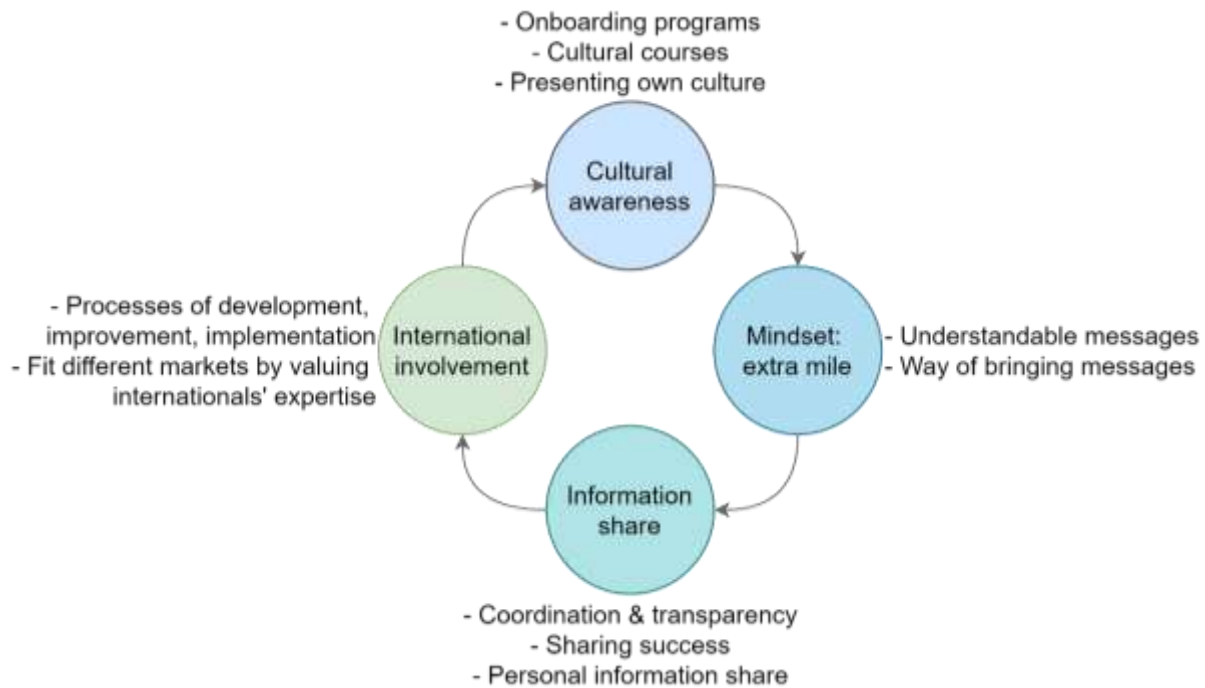 - Onboarding programs
- Cultural courses
- Presenting own culture
Cultural
awareness
- Processes of development,
improvement, implementation
- Fit different markets by valuing
internationals' expertise
International
involvement
Mindset:
extra mile
- Understandable messages
- Way of bringing messages
Information
share
- Coordination & transparency
- Sharing success
- Personal information share